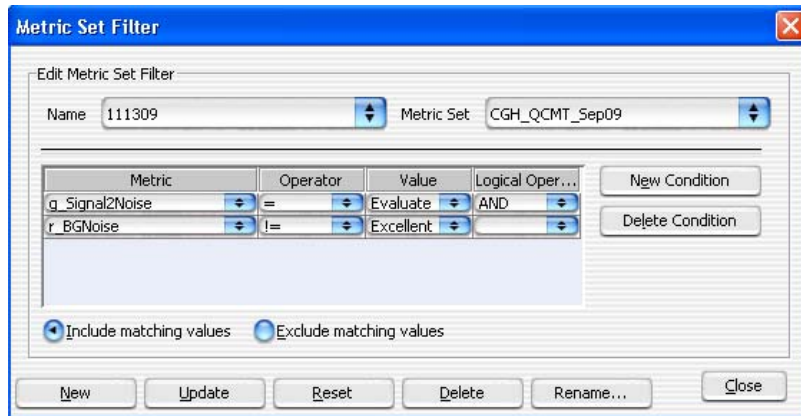 Metric Set Filter
Edit Metric Set Filter
Name 111309 Metric Set CGH_QCMT_Sep09
Metric Operator Value Logical Oper...
g_Signal2Noise = Evaluate AND
r_BGNoise != Excellent
New Condition
Delete Condition
Include matching values Exclude matching values
New Update Reset Delete Rename... Close